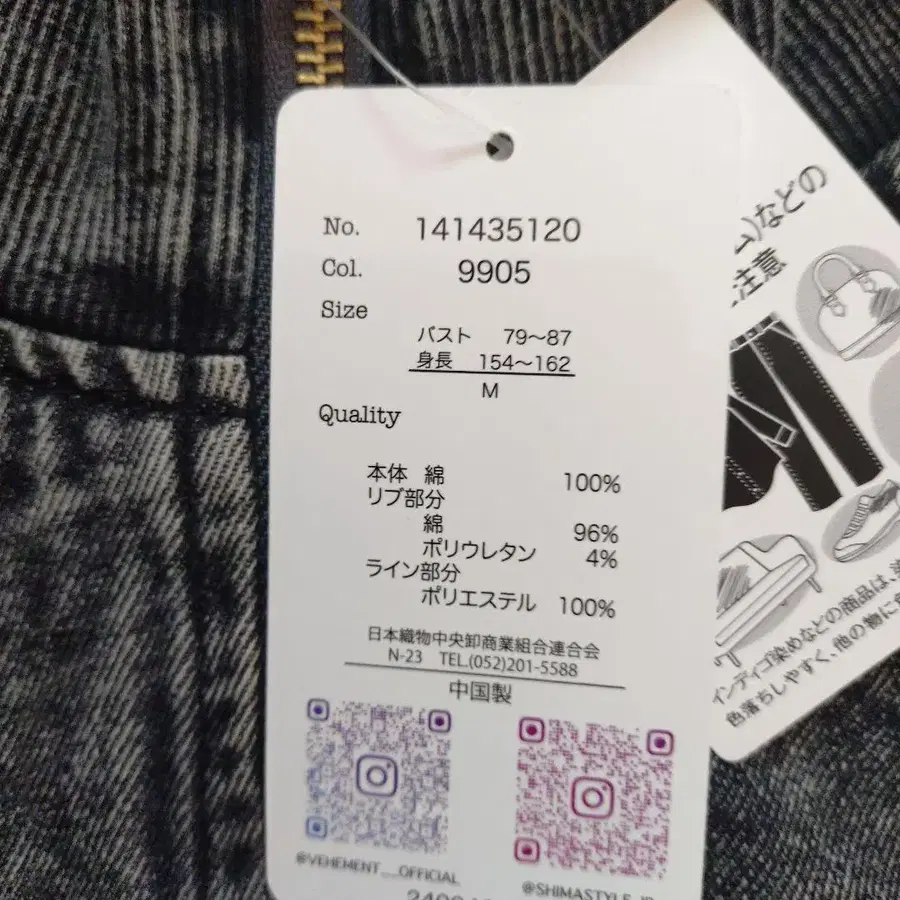 No. 141435120
Col. 9905
Size
バスト 79〜87
身長 154〜162
M
Quality
本体 綿 100%
リブ部分
綿 96%
ポリウレタン 4%
ライン部分
ポリエステル 100%
日本織物中央卸商業組合連合会
N-23 TEL.(052)201-5588
中国製
@VEHEMENT__OFFICIAL
@SHIMASTYLE_JP
ム)などの
注意
インディゴ染めなどの商品は、
色落ちしやすく、他の物に